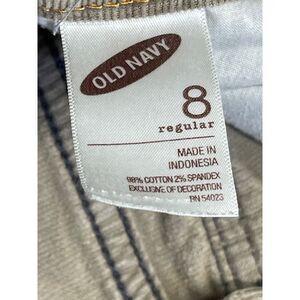 OLD NAVY
8
regular
MADE IN
INDONESIA
98% COTTON 2% SPANDEX
EXCLUSIVE OF DECORATION
RN 54023